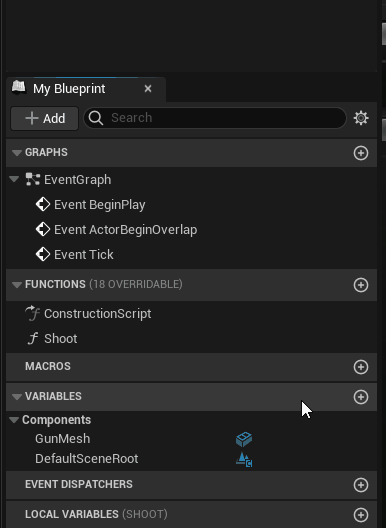 My Blueprint
Add
Search
GRAPHS
EventGraph
Event BeginPlay
Event ActorBeginOverlap
Event Tick
FUNCTIONS (18 OVERRIDABLE)
ConstructionScript
Shoot
MACROS
VARIABLES
Components
GunMesh
DefaultSceneRoot
EVENT DISPATCHERS
LOCAL VARIABLES (SHOOT)